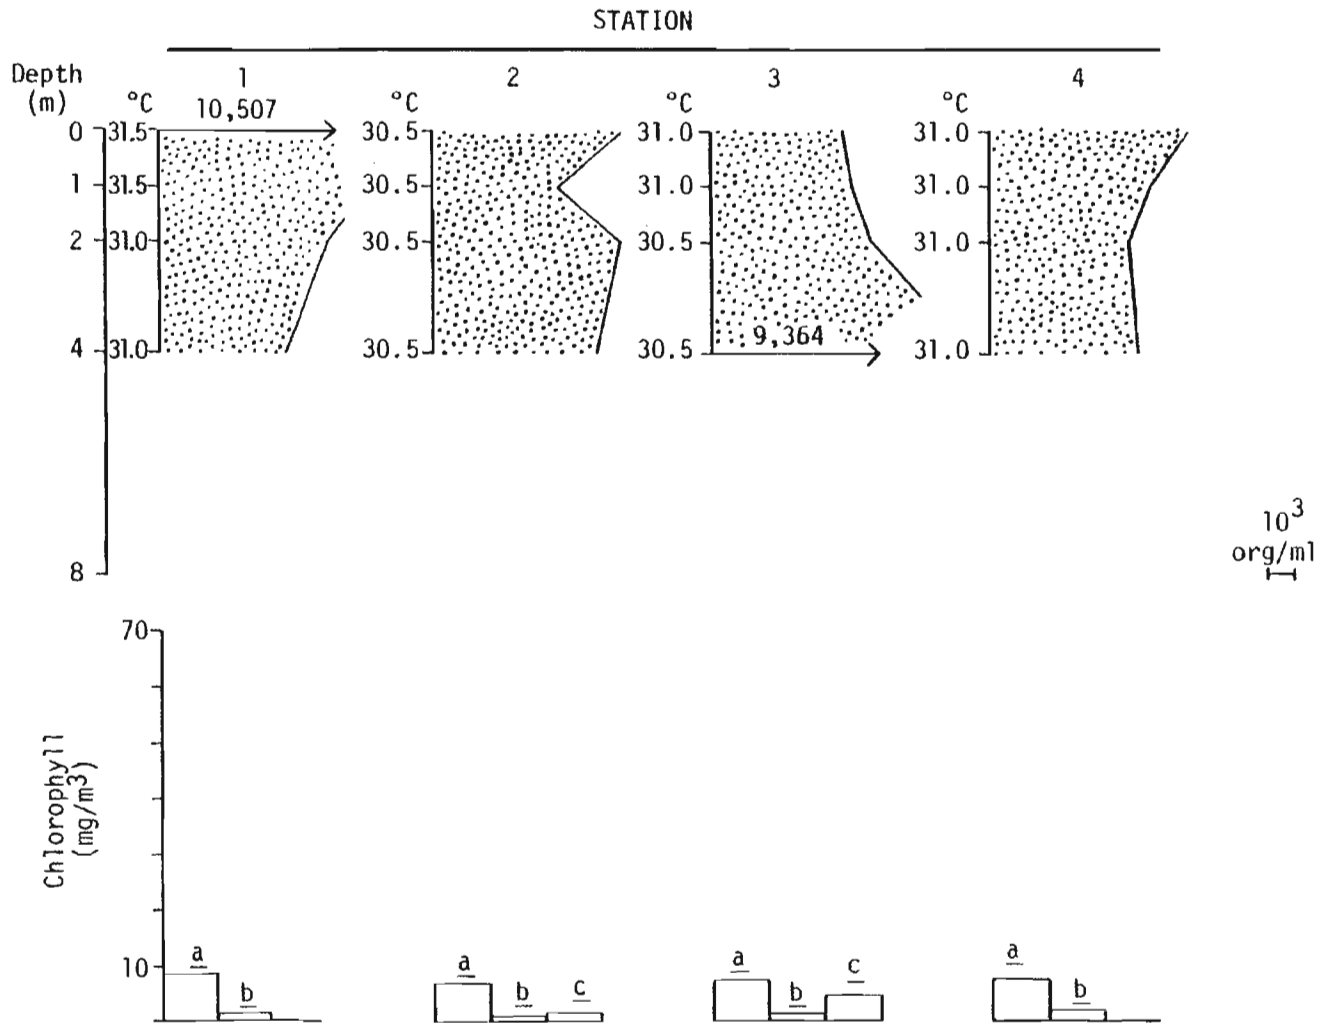 STATION
Depth
(m)
1 2 3 4
°C °C °C °C
10,507
0 31.5 30.5 31.0 31.0
1 31.5 30.5 31.0 31.0
2 31.0 30.5 30.5 31.0
9,364
4 31.0 30.5 30.5 31.0
10³
org/ml
8
70
Chlorophyll
(mg/m³)
10
a b
a b c
a b c
a b